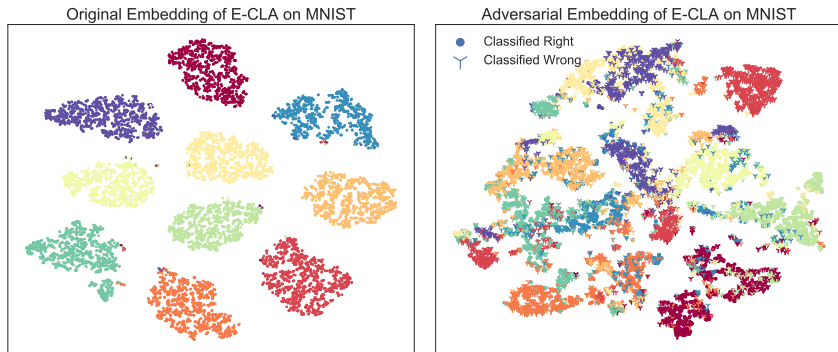 Original Embedding of E-CLA on MNIST
Adversarial Embedding of E-CLA on MNIST
Classified Right
Classified Wrong